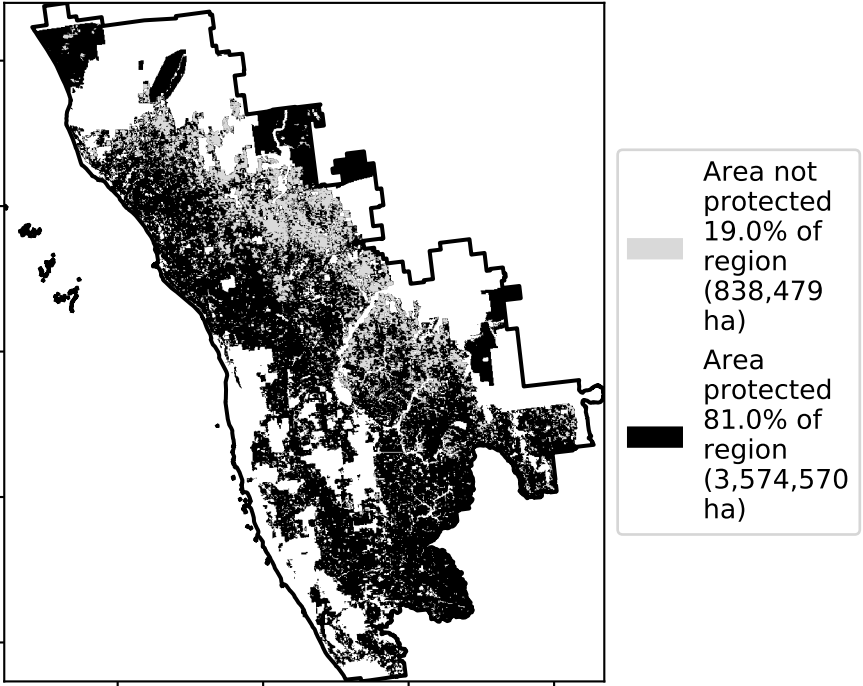 Area not
protected
19.0% of
region
(838,479
ha)
Area
protected
81.0% of
region
(3,574,570
ha)